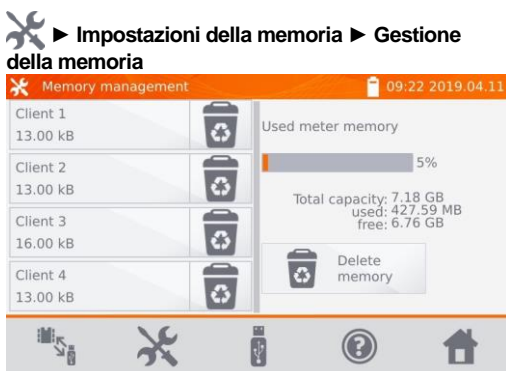 ► Impostazioni della memoria ► Gestione
della memoria
Memory management
09:22 2019.04.11
Client 1
13.00 kB
Client 2
13.00 kB
Client 3
16.00 kB
Client 4
13.00 kB
Used meter memory
5%
Total capacity: 7.18 GB
used: 427.59 MB
free: 6.76 GB
Delete
memory